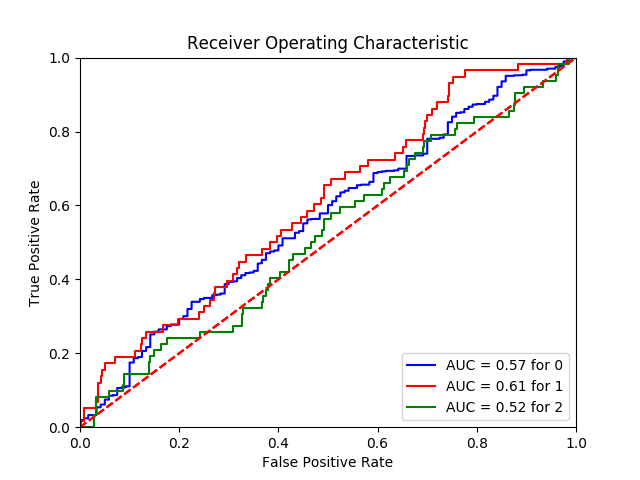 Receiver Operating Characteristic
True Positive Rate
1.0
0.8
0.6
0.4
0.2
0.0
AUC = 0.57 for 0
AUC = 0.61 for 1
AUC = 0.52 for 2
0.0 0.2 0.4 0.6 0.8 1.0
False Positive Rate